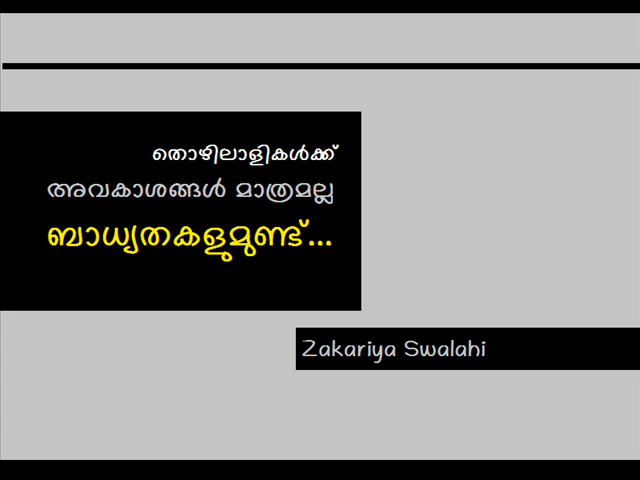 തൊഴിലാളികൾക്ക്
അവകാശങ്ങൾ മാത്രമല്ല
ബാധ്യതകളുമുണ്ട്...
Zakariya Swalahi